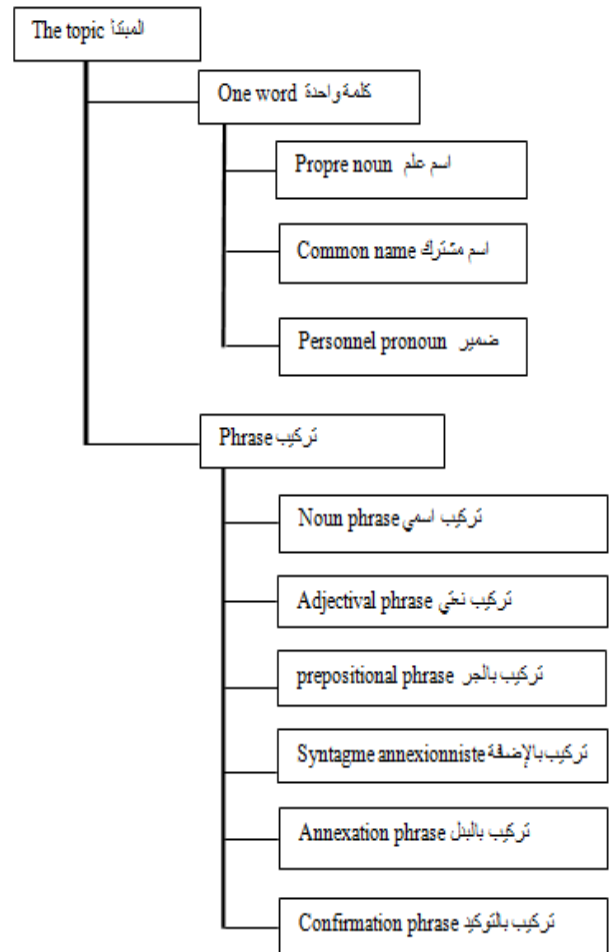 The topic المبتدأ
One word كلمة واحدة
Propre noun اسم علم
Common name اسم مشترك
Personnel pronoun ضمير
Phrase تركيب
Noun phrase تركيب اسمي
Adjectival phrase تركيب نعتي
prepositional phrase تركيب بالجر
Syntagme annexionniste تركيب بالإضافة
Annexation phrase تركيب بالبدل
Confirmation phrase تركيب بالتوكيد